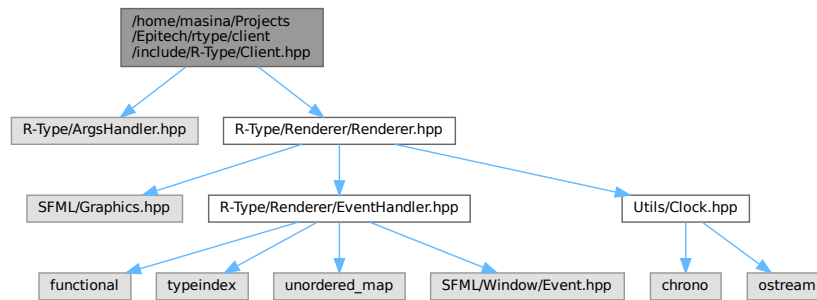 /home/masina/Projects
/Epitech/rtype/client
/include/R-Type/Client.hpp
R-Type/ArgsHandler.hpp
R-Type/Renderer/Renderer.hpp
SFML/Graphics.hpp
R-Type/Renderer/EventHandler.hpp
Utils/Clock.hpp
functional
typeindex
unordered_map
SFML/Window/Event.hpp
chrono
ostream